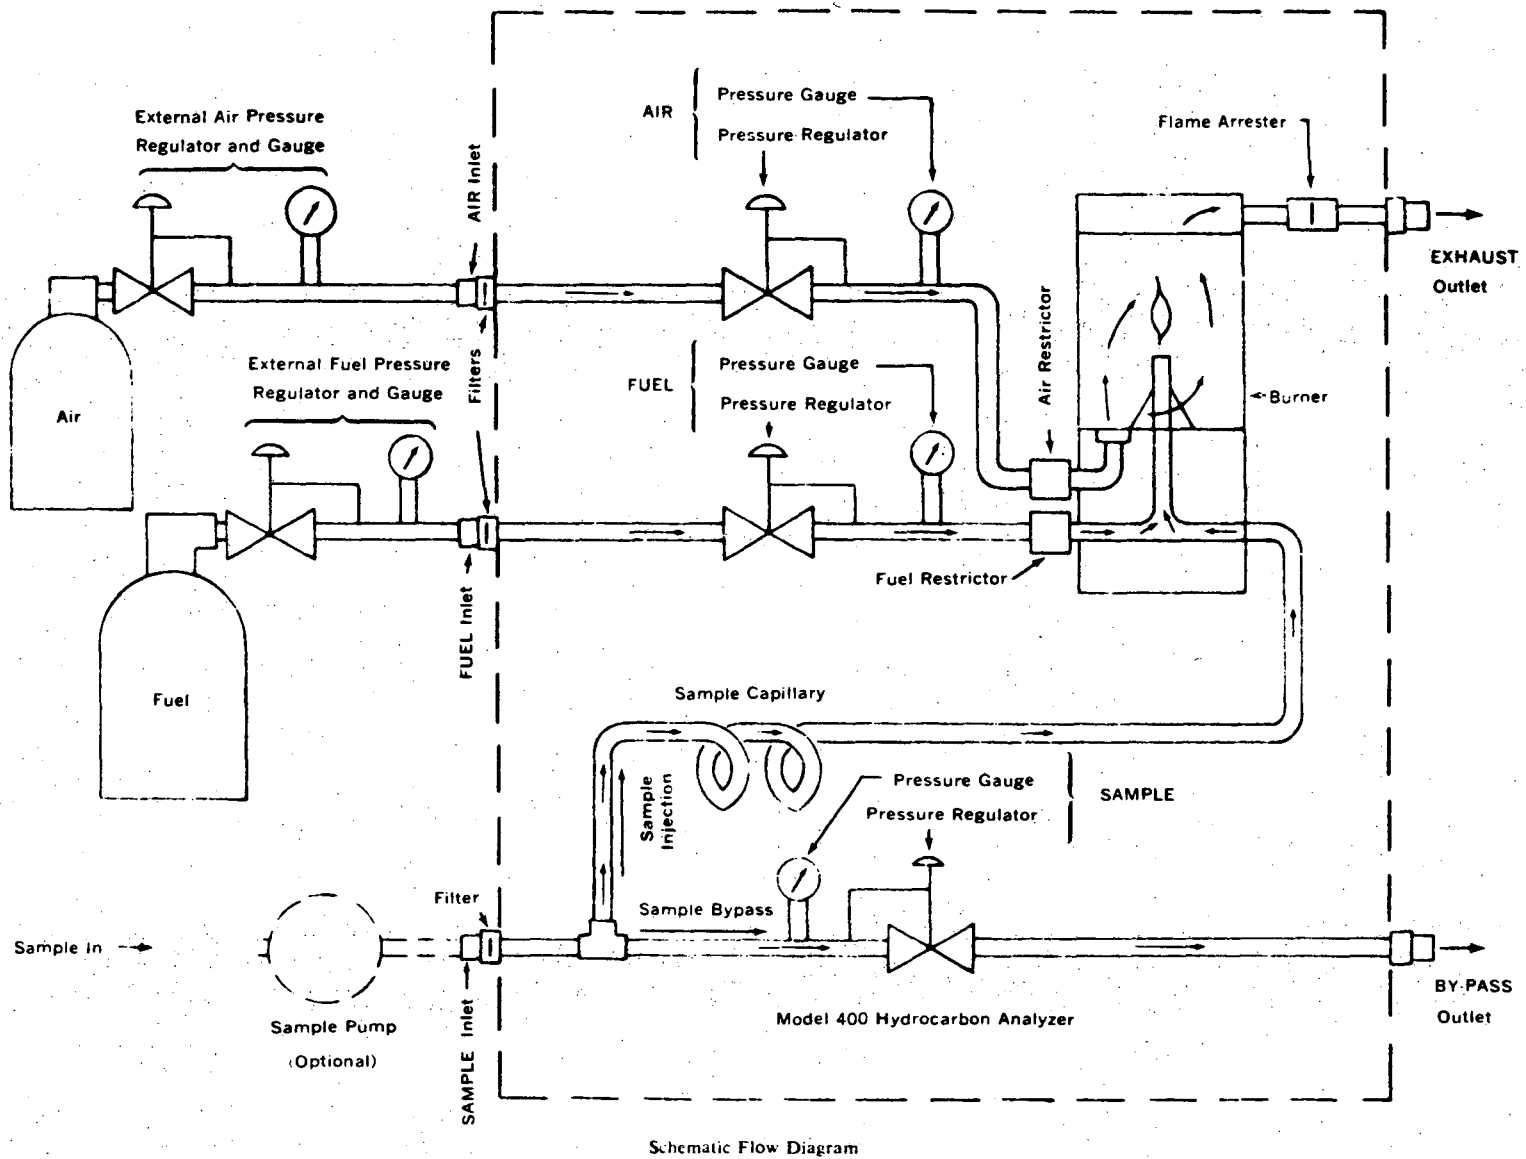 External Air Pressure
Regulator and Gauge
AIR Inlet
AIR
Pressure Gauge
Pressure Regulator
Flame Arrester
EXHAUST
Outlet
Air
External Fuel Pressure
Regulator and Gauge
Filters
FUEL
Pressure Gauge
Pressure Regulator
Air Restrictor
Burner
Fuel
FUEL Inlet
Fuel Restrictor
Sample Capillary
Sample
Injection
Pressure Gauge
Pressure Regulator
SAMPLE
Filter
Sample Bypass
Sample In
Sample Pump
(Optional)
SAMPLE Inlet
Model 400 Hydrocarbon Analyzer
BY-PASS
Outlet
Schematic Flow Diagram